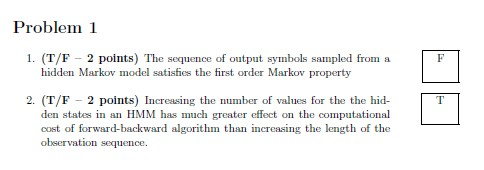 Problem 1
1. (T/F – 2 points) The sequence of output symbols sampled from a
hidden Markov model satisfies the first order Markov property
F
2. (T/F – 2 points) Increasing the number of values for the the hid-
den states in an HMM has much greater effect on the computational
cost of forward-backward algorithm than increasing the length of the
observation sequence.
T